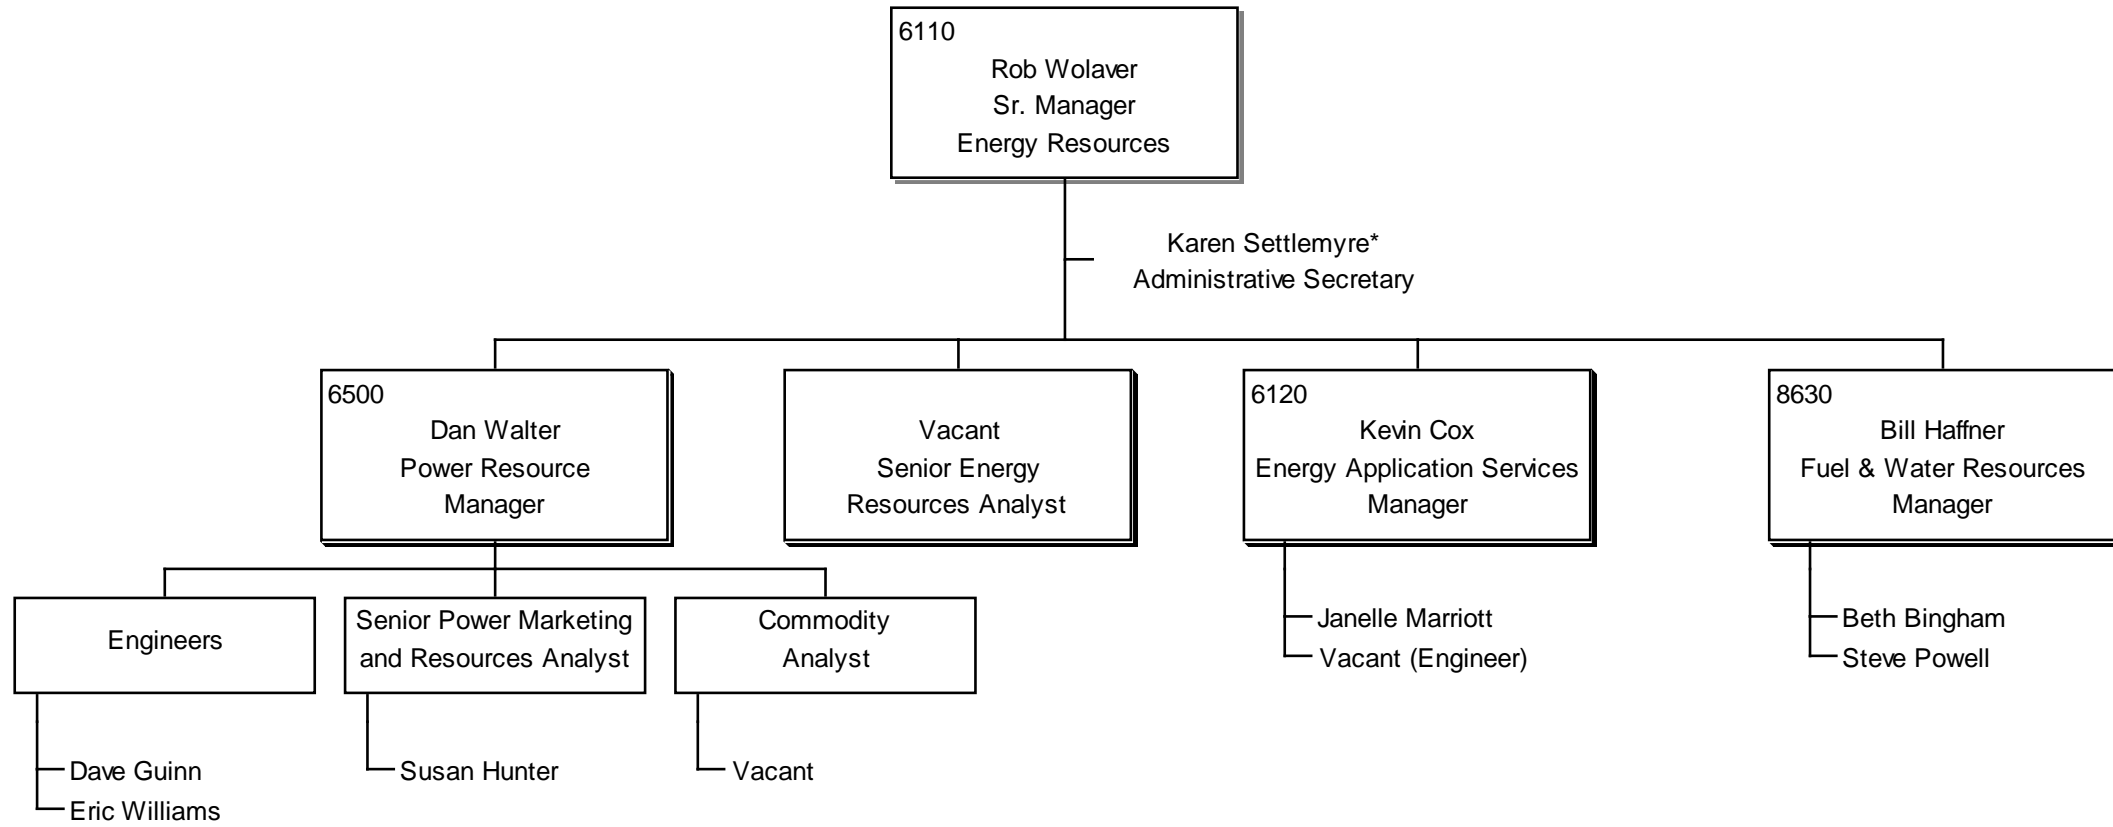 6110
Rob Wolaver
Sr. Manager
Energy Resources
Karen Settlemyre*
Administrative Secretary
6500
Dan Walter
Power Resource
Manager
Vacant
Senior Energy
Resources Analyst
6120
Kevin Cox
Energy Application Services
Manager
8630
Bill Haffner
Fuel & Water Resources
Manager
Engineers
Senior Power Marketing
and Resources Analyst
Commodity
Analyst
Janelle Marriott
Vacant (Engineer)
Beth Bingham
Steve Powell
Dave Guinn
Eric Williams
Susan Hunter
Vacant